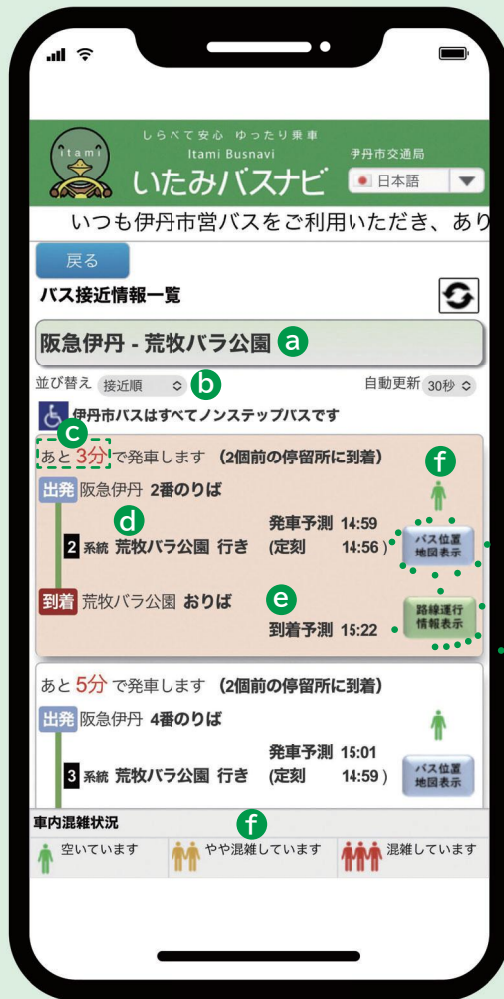 しらべて安心 ゆったり乗車
itami
Itami Busnavi
伊丹市交通局
いたみバスナビ
日本語
いつも伊丹市営バスをご利用いただき、あり
戻る
バス接近情報一覧
阪急伊丹 - 荒牧バラ公園 a
並び替え 接近順 b 自動更新 30秒
伊丹市バスはすべてノンステップバスです
c
あと 3分 で発車します (2個前の停留所に到着) f
出発 阪急伊丹 2番のりば
d
発車予測 14:59
2 系統 荒牧バラ公園 行き (定刻 14:56 )
バス位置
地図表示
到着 荒牧バラ公園 おりば e
到着予測 15:22
路線運行
情報表示
あと 5分 で発車します (2個前の停留所に到着)
出発 阪急伊丹 4番のりば
発車予測 15:01
3 系統 荒牧バラ公園 行き (定刻 14:59 )
バス位置
地図表示
車内混雑状況 f
空いています やや混雑しています 混雑しています